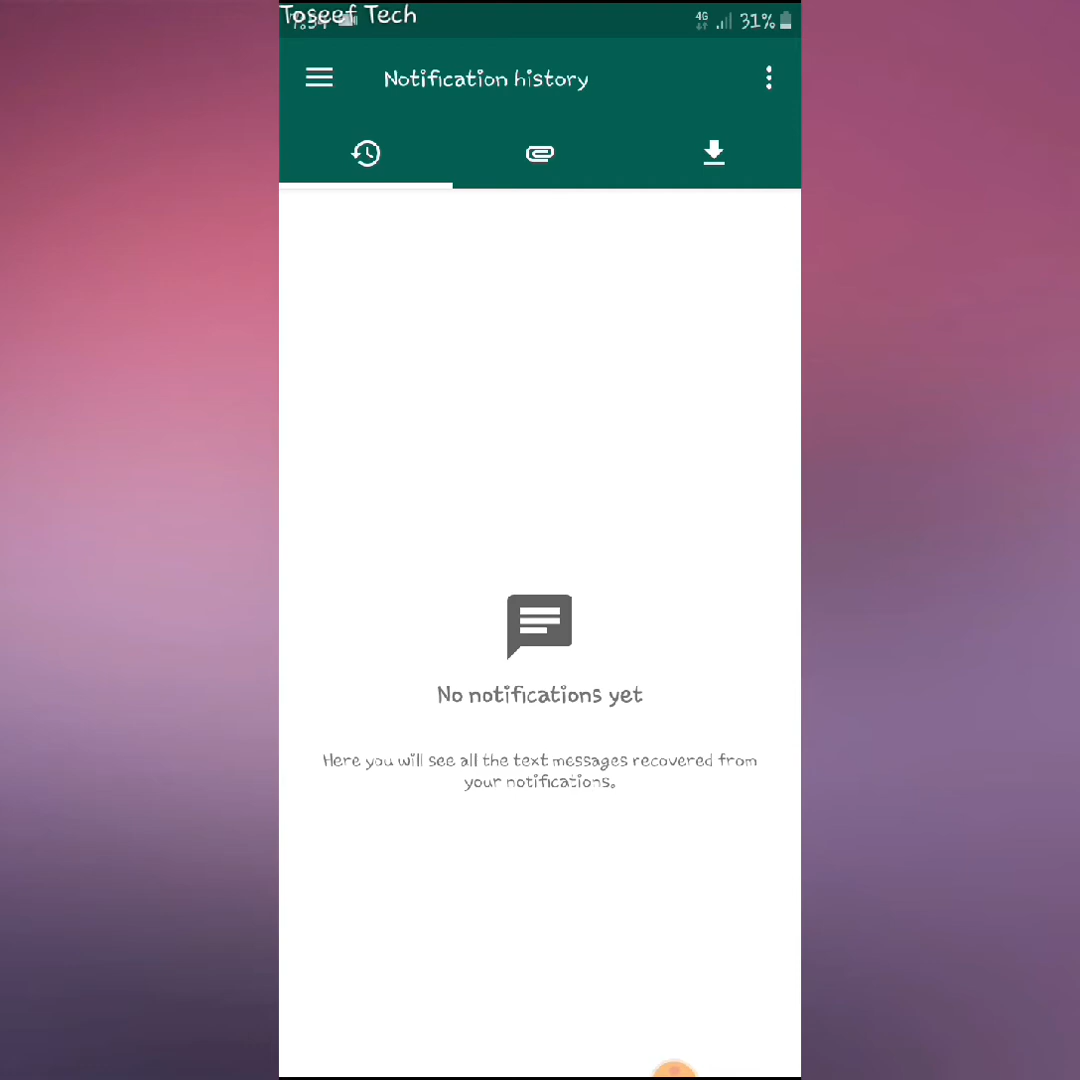 Toseef Tech
4G
31%
Notification history
No notifications yet
Here you will see all the text messages recovered from
your notifications.